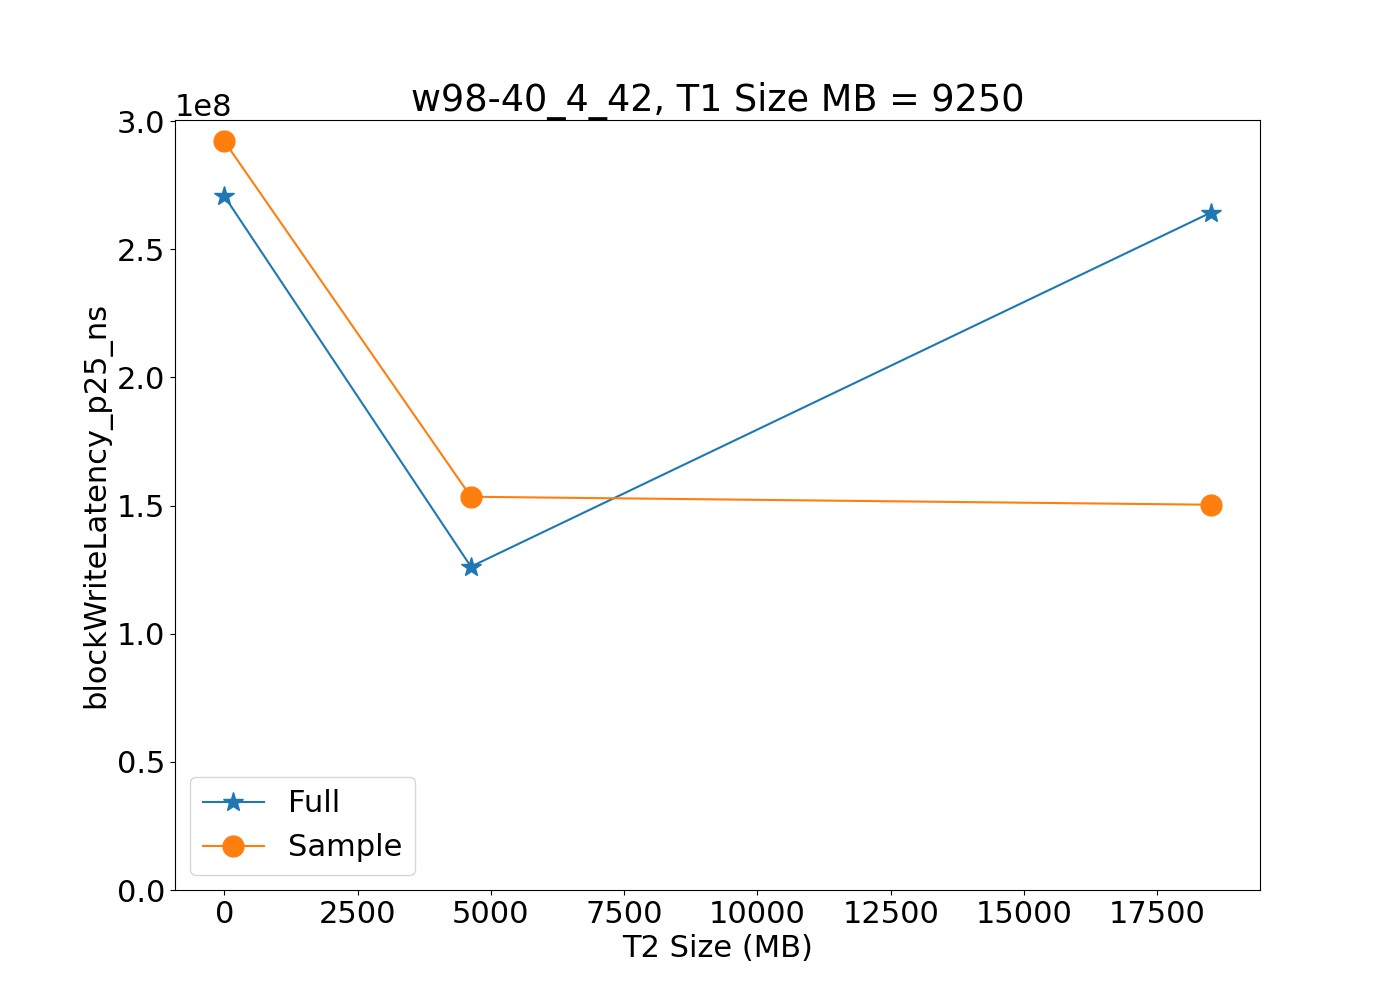 w98-40_4_42, T1 Size MB = 9250
1e8
3.0
2.5
2.0
1.5
1.0
0.5
0.0
blockWriteLatency_p25_ns
Full
Sample
0 2500 5000 7500 10000 12500 15000 17500
T2 Size (MB)